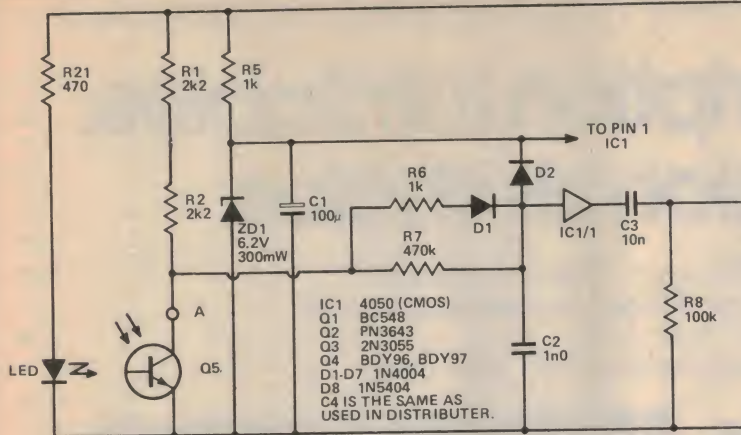 R21
470
R1
2k2
R5
1k
TO PIN 1
IC1
R6
1k
D2
R2
2k2
ZD1
6.2V
300mW
C1
100μ
D1
IC1/1
C3
10n
R7
470k
R8
100k
A
LED
Q5
C2
1n0
IC1 4050 (CMOS)
Q1 BC548
Q2 PN3643
Q3 2N3055
Q4 BDY96, BDY97
D1-D7 1N4004
D8 1N5404
C4 IS THE SAME AS
USED IN DISTRIBUTER.